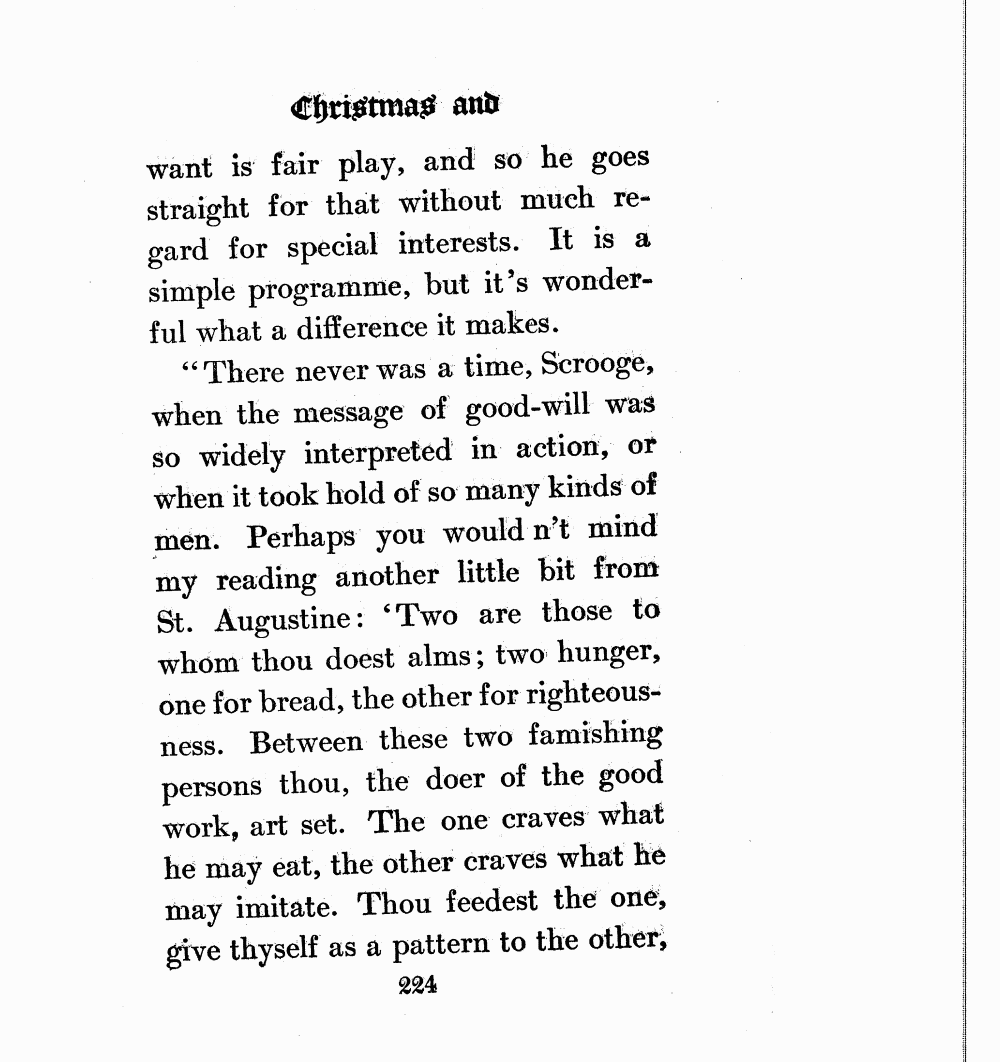 Christmas and
want is fair play, and so he goes
straight for that without much re-
gard for special interests. It is a
simple programme, but it's wonder-
ful what a difference it makes.
“There never was a time, Scrooge,
when the message of good-will was
so widely interpreted in action, or
when it took hold of so many kinds of
men. Perhaps you would n't mind
my reading another little bit from
St. Augustine: ‘Two are those to
whom thou doest alms; two hunger,
one for bread, the other for righteous-
ness. Between these two famishing
persons thou, the doer of the good
work, art set. The one craves what
he may eat, the other craves what he
may imitate. Thou feedest the one,
give thyself as a pattern to the other,
224